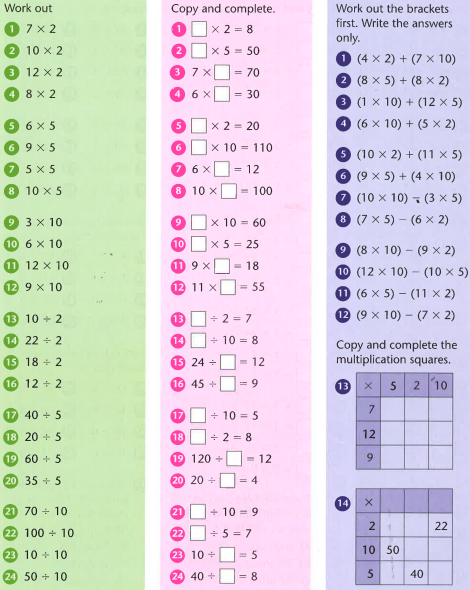 Work out
1 7 × 2
2 10 × 2
3 12 × 2
4 8 × 2
5 6 × 5
6 9 × 5
7 5 × 5
8 10 × 5
9 3 × 10
10 6 × 10
11 12 × 10
12 9 × 10
13 10 ÷ 2
14 22 ÷ 2
15 18 ÷ 2
16 12 ÷ 2
17 40 ÷ 5
18 20 ÷ 5
19 60 ÷ 5
20 35 ÷ 5
21 70 ÷ 10
22 100 ÷ 10
23 10 ÷ 10
24 50 ÷ 10
Copy and complete.
1 □ × 2 = 8
2 □ × 5 = 50
3 7 × □ = 70
4 6 × □ = 30
5 □ × 2 = 20
6 □ × 10 = 110
7 6 × □ = 12
8 10 × □ = 100
9 □ × 10 = 60
10 □ × 5 = 25
11 9 × □ = 18
12 11 × □ = 55
13 □ ÷ 2 = 7
14 □ ÷ 10 = 8
15 24 ÷ □ = 12
16 45 ÷ □ = 9
17 □ ÷ 10 = 5
18 □ ÷ 2 = 8
19 120 ÷ □ = 12
20 20 ÷ □ = 4
21 □ ÷ 10 = 9
22 □ ÷ 5 = 7
23 10 ÷ □ = 5
24 40 ÷ □ = 8
Work out the brackets
first. Write the answers
only.
1 (4 × 2) + (7 × 10)
2 (8 × 5) + (8 × 2)
3 (1 × 10) + (12 × 5)
4 (6 × 10) + (5 × 2)
5 (10 × 2) + (11 × 5)
6 (9 × 5) + (4 × 10)
7 (10 × 10) − (3 × 5)
8 (7 × 5) − (6 × 2)
9 (8 × 10) − (9 × 2)
10 (12 × 10) − (10 × 5)
11 (6 × 5) − (11 × 2)
12 (9 × 10) − (7 × 2)
Copy and complete the
multiplication squares.
13 × 5 2 10
7
12
9
14 ×
2 22
10 50
5 40